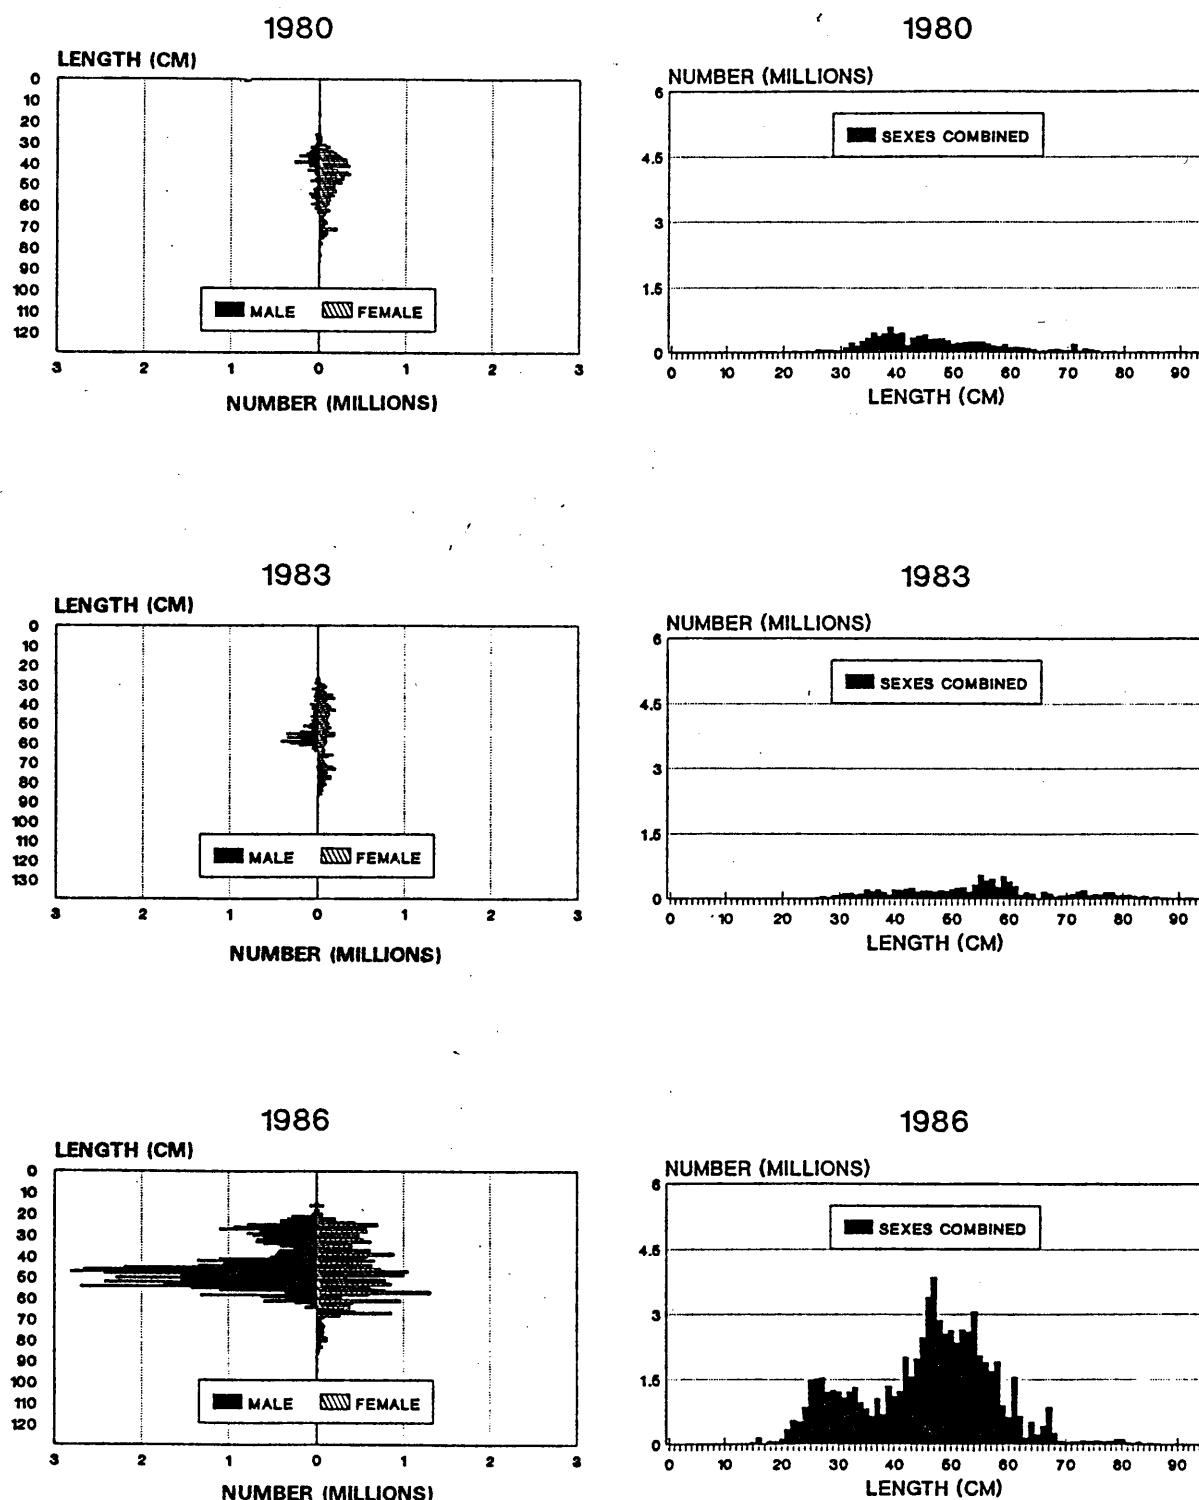 1980
LENGTH (CM)
0
10
20
30
40
50
60
70
80
90
100
110
120
MALE FEMALE
3 2 1 0 1 2 3
NUMBER (MILLIONS)
1980
NUMBER (MILLIONS)
6
4.5
3
1.5
0
SEXES COMBINED
0 10 20 30 40 50 60 70 80 90
LENGTH (CM)
1983
LENGTH (CM)
0
10
20
30
40
50
60
70
80
90
100
110
120
130
MALE FEMALE
3 2 1 0 1 2 3
NUMBER (MILLIONS)
1983
NUMBER (MILLIONS)
6
4.5
3
1.5
0
SEXES COMBINED
0 10 20 30 40 50 60 70 80 90
LENGTH (CM)
1986
LENGTH (CM)
0
10
20
30
40
50
60
70
80
90
100
110
120
MALE FEMALE
3 2 1 0 1 2 3
NUMBER (MILLIONS)
1986
NUMBER (MILLIONS)
6
4.5
3
1.5
0
SEXES COMBINED
0 10 20 30 40 50 60 70 80 90
LENGTH (CM)